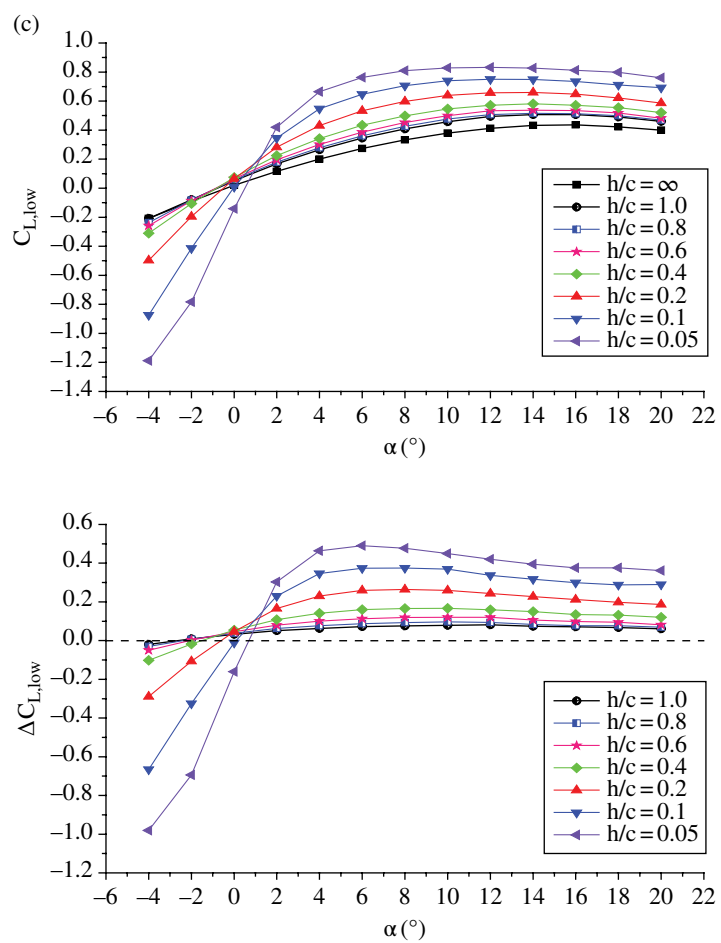 (c)
1.0
0.8
0.6
0.4
0.2
0.0
−0.2
−0.4
−0.6
−0.8
−1.0
−1.2
−1.4
C_L,low
h/c = ∞
h/c = 1.0
h/c = 0.8
h/c = 0.6
h/c = 0.4
h/c = 0.2
h/c = 0.1
h/c = 0.05
−6 −4 −2 0 2 4 6 8 10 12 14 16 18 20 22
α (°)
0.6
0.4
0.2
0.0
−0.2
−0.4
−0.6
−0.8
−1.0
−1.2
ΔC_L,low
h/c = 1.0
h/c = 0.8
h/c = 0.6
h/c = 0.4
h/c = 0.2
h/c = 0.1
h/c = 0.05
−6 −4 −2 0 2 4 6 8 10 12 14 16 18 20 22
α (°)